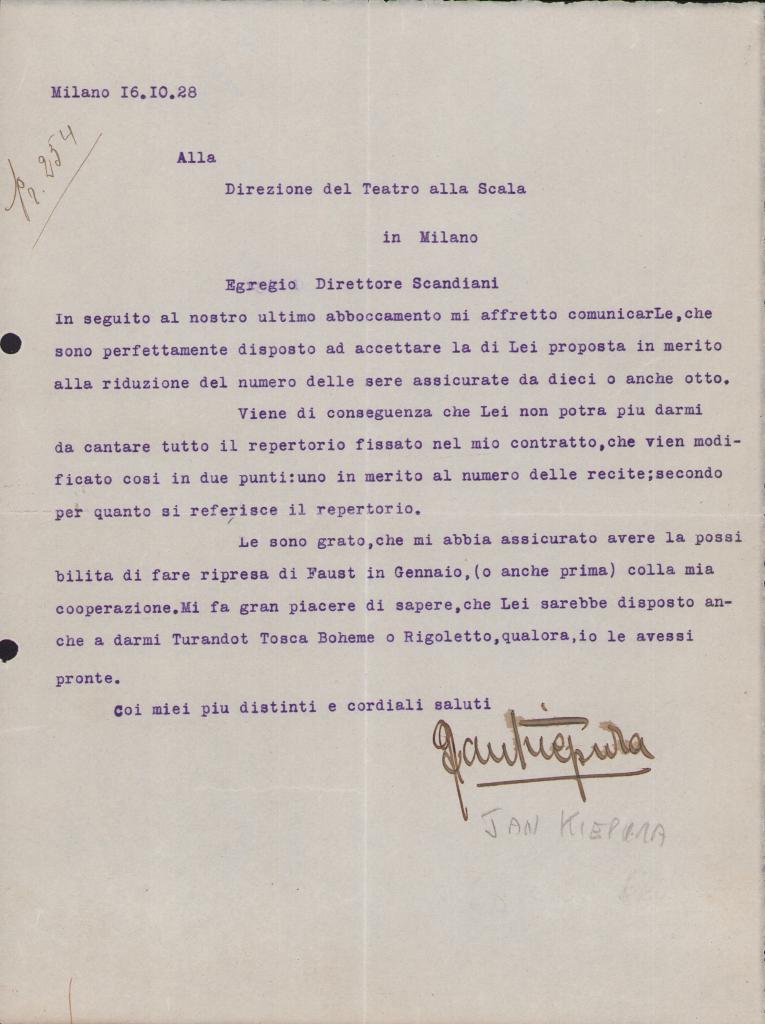 Milano I6.IO.28
Pr. 254
Alla
Direzione del Teatro alla Scala
in Milano
Egregio Direttore Scandiani
In seguito al nostro ultimo abboccamento mi affretto comunicarLe,che
sono perfettamente disposto ad accettare la di Lei proposta in merito
alla riduzione del numero delle sere assicurate da dieci o anche otto.
Viene di conseguenza che Lei non potra piu darmi
da cantare tutto il repertorio fissato nel mio contratto,che vien modi-
ficato cosi in due punti:uno in merito al numero delle recite;secondo
per quanto si referisce il repertorio.
Le sono grato,che mi abbia assicurato avere la possi
bilita di fare ripresa di Faust in Gennaio,(o anche prima) colla mia
cooperazione.Mi fa gran piacere di sapere,che Lei sarebbe disposto an-
che a darmi Turandot Tosca Boheme o Rigoletto,qualora,io le avessi
pronte.
Coi miei piu distinti e cordiali saluti
Jan Kiepura
JAN KIEPURA